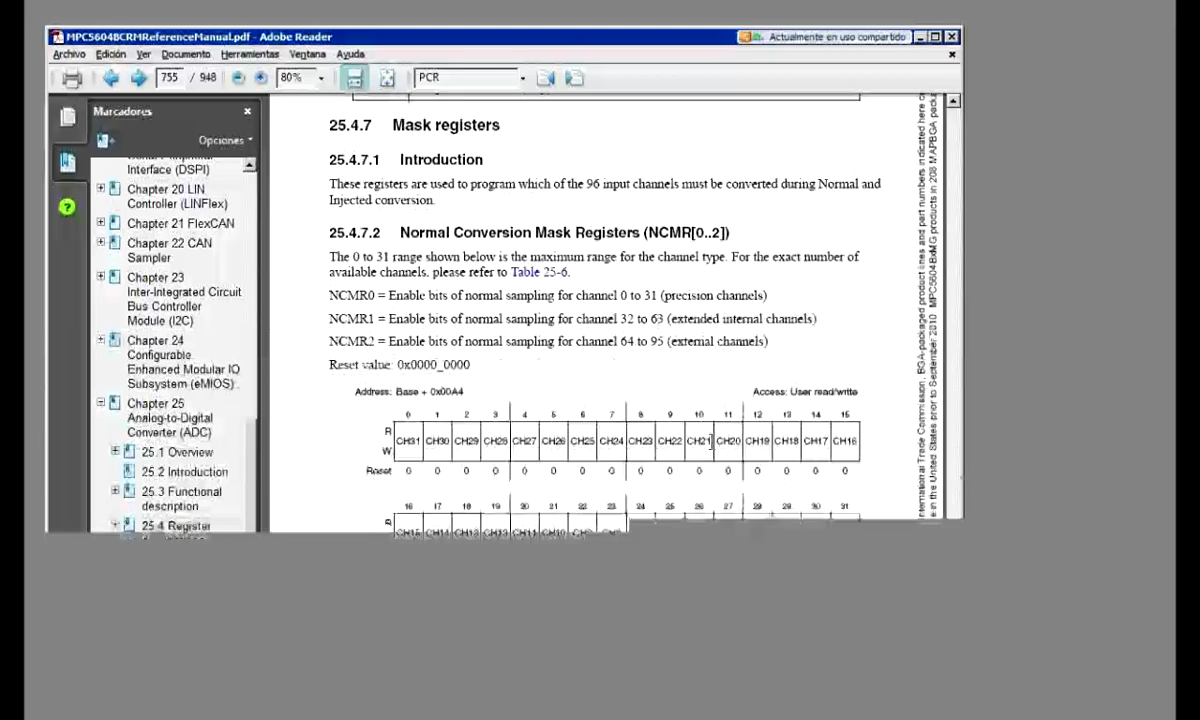 MPC5604BCRMReferenceManual.pdf - Adobe Reader
Actualmente en uso compartido
Archivo Edición Ver Documento Herramientas Ventana Ayuda
755 / 948 80% PCR
Marcadores
Opciones
Interface (DSPI)
Chapter 20 LIN
Controller (LINFlex)
Chapter 21 FlexCAN
Chapter 22 CAN
Sampler
Chapter 23
Inter-Integrated Circuit
Bus Controller
Module (I2C)
Chapter 24
Configurable
Enhanced Modular IO
Subsystem (eMIOS)
Chapter 25
Analog-to-Digital
Converter (ADC)
25.1 Overview
25.2 Introduction
25.3 Functional
description
25.4 Register
25.4.7 Mask registers
25.4.7.1 Introduction
These registers are used to program which of the 96 input channels must be converted during Normal and
Injected conversion.
25.4.7.2 Normal Conversion Mask Registers (NCMR[0..2])
The 0 to 31 range shown below is the maximum range for the channel type. For the exact number of
available channels, please refer to Table 25-6.
NCMR0 = Enable bits of normal sampling for channel 0 to 31 (precision channels)
NCMR1 = Enable bits of normal sampling for channel 32 to 63 (extended internal channels)
NCMR2 = Enable bits of normal sampling for channel 64 to 95 (external channels)
Reset value: 0x0000_0000
Address: Base + 0x00A4 Access: User read/write
0 1 2 3 4 5 6 7 8 9 10 11 12 13 14 15
R
CH31 CH30 CH29 CH28 CH27 CH26 CH25 CH24 CH23 CH22 CH21 CH20 CH19 CH18 CH17 CH16
W
Reset 0 0 0 0 0 0 0 0 0 0 0 0 0 0 0 0
16 17 18 19 20 21 22 23 24 25 26 27 28 29 30 31
R
CH15 CH14 CH13 CH12 CH11 CH10
international Trade Commission, BGA-packaged product lines and part numbers indicated here
in the United States prior to September 2010 MPC5604BxMG products in 208 MAPBGA